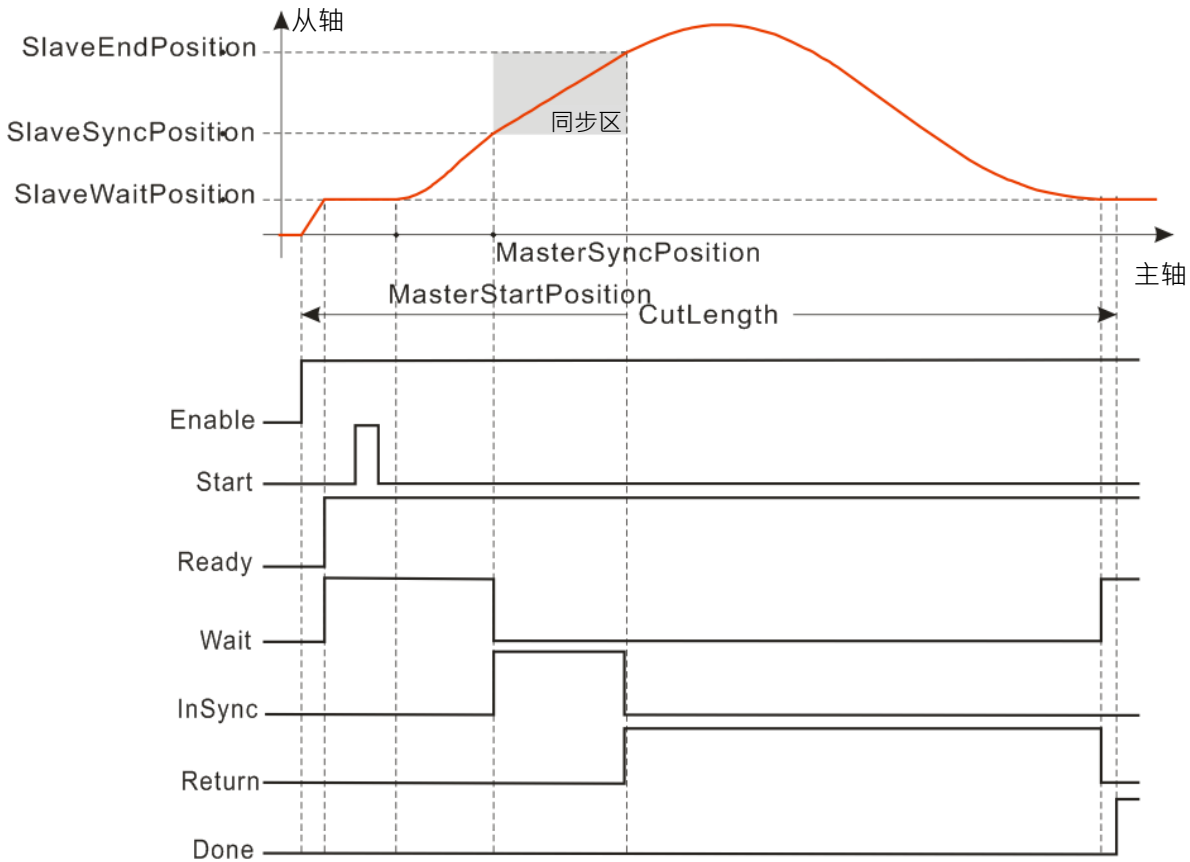 从轴
SlaveEndPosition
同步区
SlaveSyncPosition
SlaveWaitPosition
MasterSyncPosition
主轴
MasterStartPosition
CutLength
Enable
Start
Ready
Wait
InSync
Return
Done